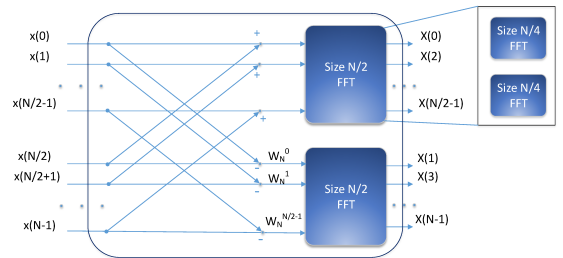 x(0)
x(1)
x(N/2-1)
x(N/2)
x(N/2+1)
x(N-1)
+
+
+
W_N^0
-
W_N^1
-
W_N^{N/2-1}
-
Size N/2
FFT
Size N/2
FFT
X(0)
X(2)
X(N/2-1)
X(1)
X(3)
X(N-1)
Size N/4
FFT
Size N/4
FFT